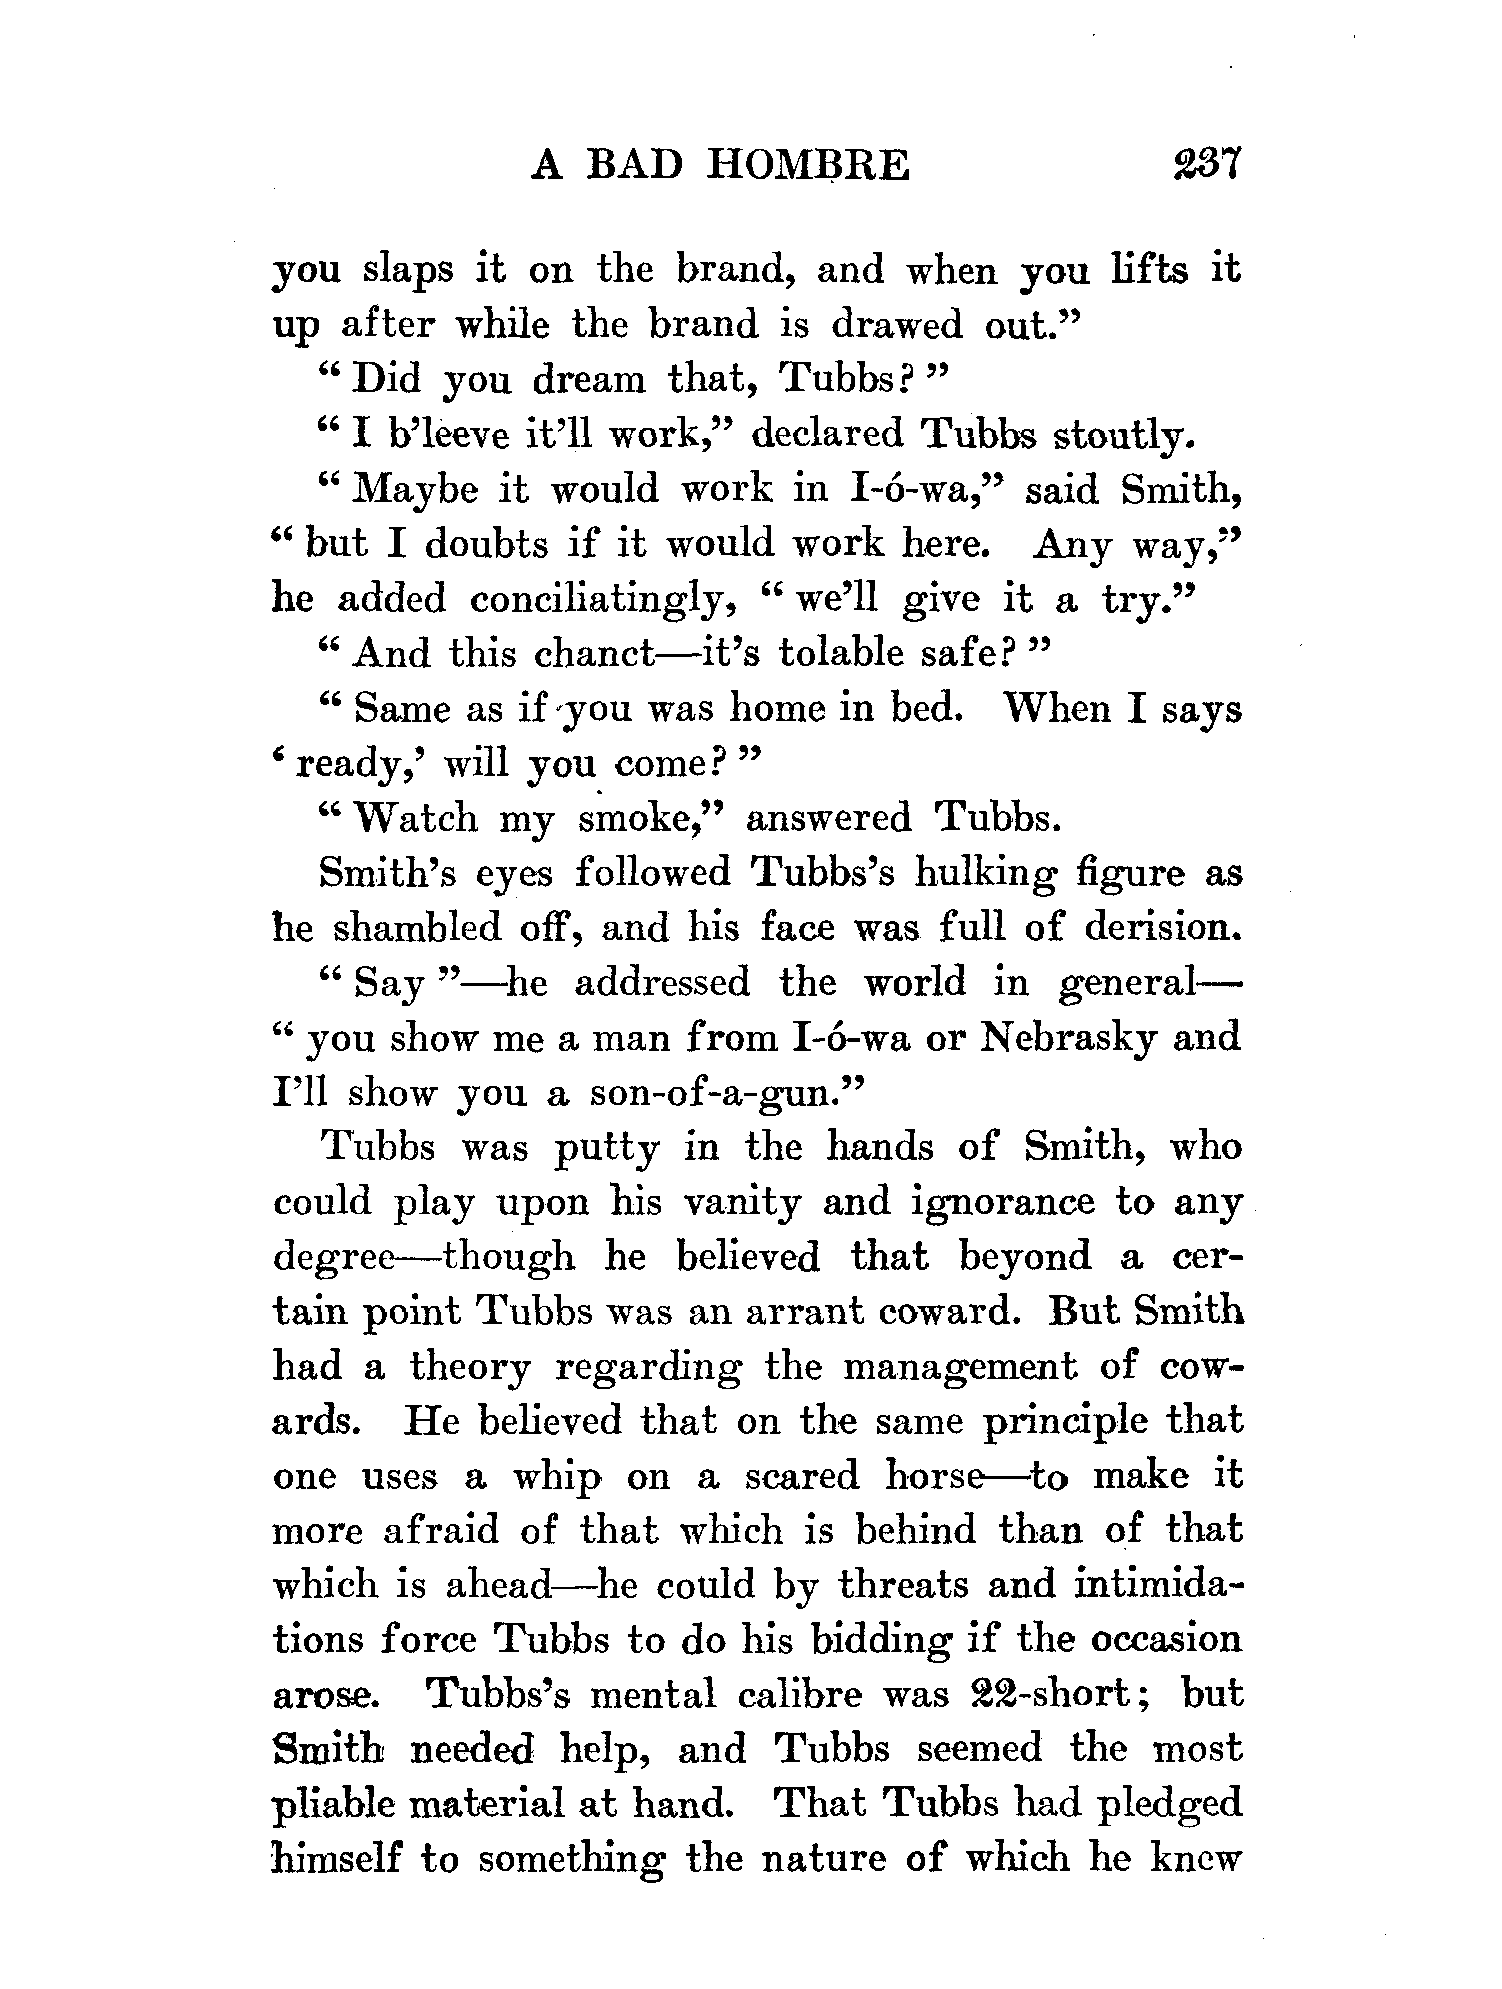 A BAD HOMBRE 237
you slaps it on the brand, and when you lifts it
up after while the brand is drawed out.”
“ Did you dream that, Tubbs? ”
“ I b’leeve it’ll work,” declared Tubbs stoutly.
“ Maybe it would work in I-ó-wa,” said Smith,
“ but I doubts if it would work here. Any way,”
he added conciliatingly, “ we’ll give it a try.”
“ And this chanct—it’s tolable safe? ”
“ Same as if you was home in bed. When I says
‘ ready,’ will you come? ”
“ Watch my smoke,” answered Tubbs.
Smith’s eyes followed Tubbs’s hulking figure as
he shambled off, and his face was full of derision.
“ Say ”—he addressed the world in general—
“ you show me a man from I-ó-wa or Nebrasky and
I’ll show you a son-of-a-gun.”
Tubbs was putty in the hands of Smith, who
could play upon his vanity and ignorance to any
degree—though he believed that beyond a cer-
tain point Tubbs was an arrant coward. But Smith
had a theory regarding the management of cow-
ards. He believed that on the same principle that
one uses a whip on a scared horse—to make it
more afraid of that which is behind than of that
which is ahead—he could by threats and intimida-
tions force Tubbs to do his bidding if the occasion
arose. Tubbs’s mental calibre was 22-short; but
Smith needed help, and Tubbs seemed the most
pliable material at hand. That Tubbs had pledged
himself to something the nature of which he knew